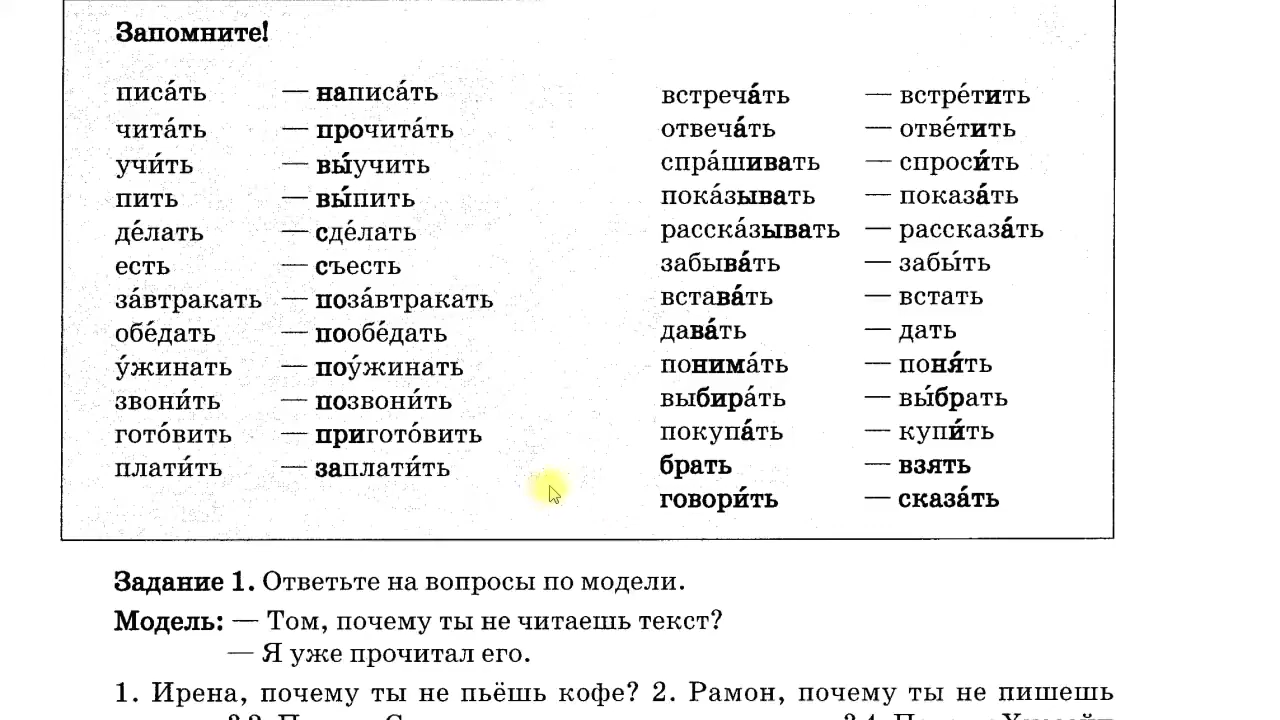 Запомните!
писа́ть — написа́ть
чита́ть — прочита́ть
учи́ть — вы́учить
пить — вы́пить
де́лать — сде́лать
есть — съесть
за́втракать — поза́втракать
обе́дать — пообе́дать
у́жинать — поу́жинать
звони́ть — позвони́ть
гото́вить — пригото́вить
плати́ть — заплати́ть
встреча́ть — встре́тить
отвеча́ть — отве́тить
спра́шивать — спроси́ть
пока́зывать — показа́ть
расска́зывать — рассказа́ть
забыва́ть — забы́ть
встава́ть — встать
дава́ть — дать
понима́ть — поня́ть
выбира́ть — вы́брать
покупа́ть — купи́ть
брать — взять
говори́ть — сказа́ть
Задание 1. Ответьте на вопросы по модели.
Модель: — Том, почему ты не читаешь текст?
— Я уже прочитал его.
1. Ирена, почему ты не пьёшь кофе? 2. Рамон, почему ты не пишешь